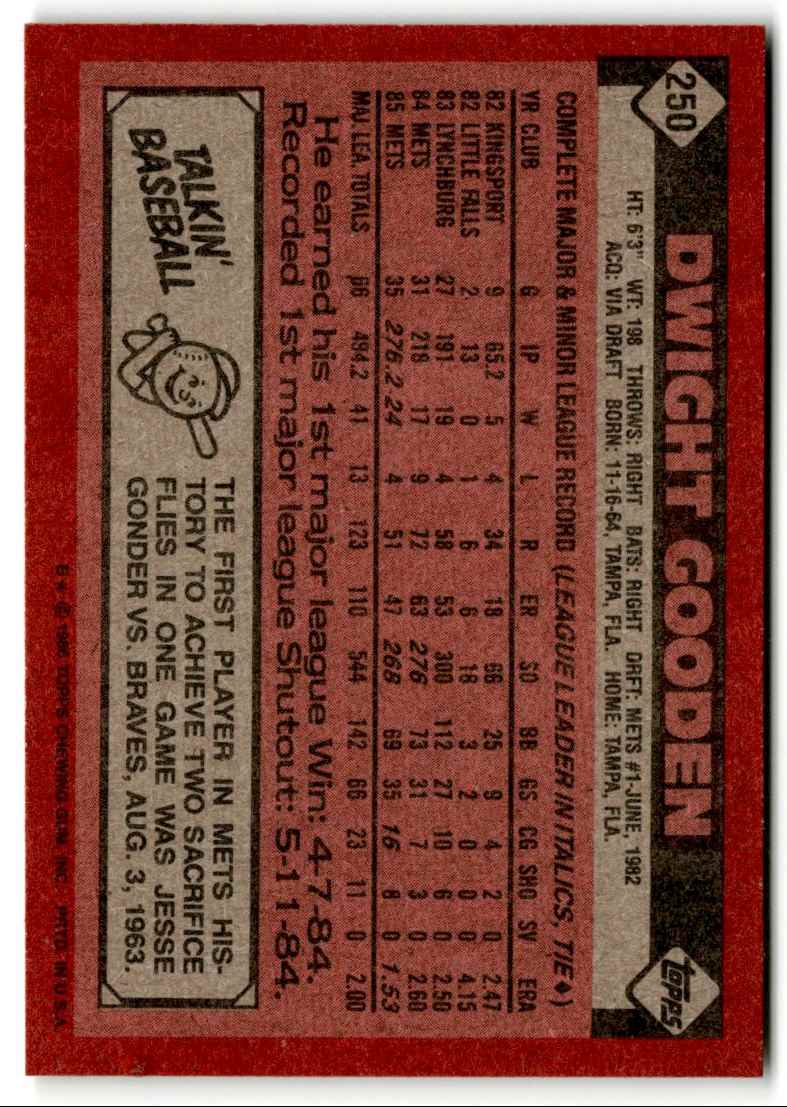 250
DWIGHT GOODEN
topps
HT: 6'3" WT: 198 THROWS: RIGHT BATS: RIGHT DRFT: METS #1-JUNE, 1982
ACQ: VIA DRAFT BORN: 11-16-64, TAMPA, FLA. HOME: TAMPA, FLA.
COMPLETE MAJOR & MINOR LEAGUE RECORD (LEAGUE LEADER IN ITALICS, TIE ♦)
YR CLUB G IP W L R ER SO BB GS CG SHO SV ERA
82 KINGSPORT 9 65.2 5 4 34 18 66 25 9 4 2 0 2.47
82 LITTLE FALLS 2 13 0 1 6 6 18 3 2 0 0 0 4.15
83 LYNCHBURG 27 191 19 4 58 53 300 112 27 10 6 0 2.50
84 METS 31 218 17 9 72 63 276 73 31 7 3 0 2.60
85 METS 35 276.2 24 4 51 47 268 69 35 16 8 0 1.53
MAJ LEA. TOTALS 66 494.2 41 13 123 110 544 142 66 23 11 0 2.00
He earned his 1st major league Win: 4-7-84.
Recorded 1st major league Shutout: 5-11-84.
TALKIN' BASEBALL
THE FIRST PLAYER IN METS HIS-
TORY TO ACHIEVE TWO SACRIFICE
FLIES IN ONE GAME WAS JESSE
GONDER VS. BRAVES, AUG. 3, 1963.
B* © 1986 TOPPS CHEWING GUM, INC. PRTD. IN U.S.A.